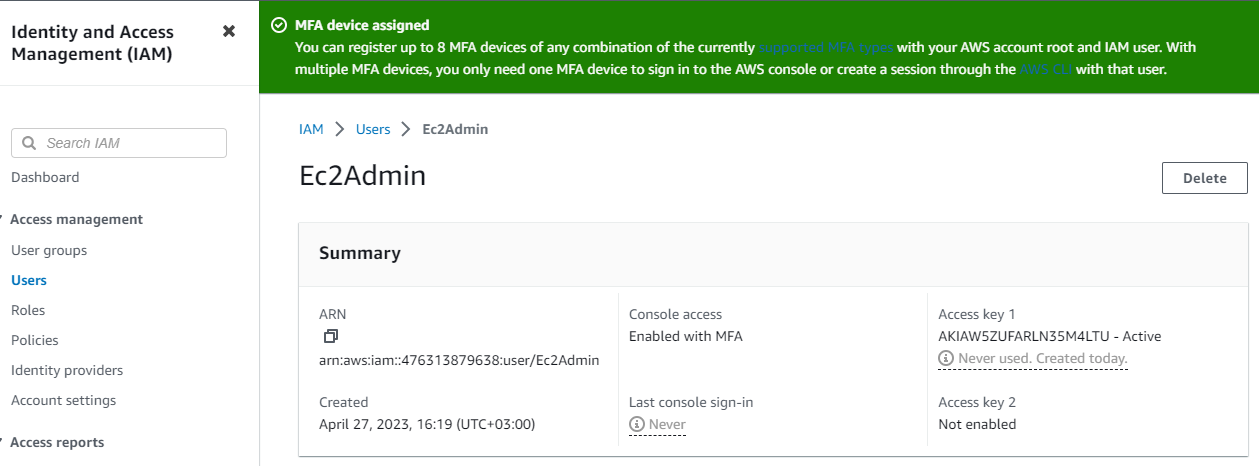 Identity and Access
Management (IAM)
Search IAM
Dashboard
Access management
User groups
Users
Roles
Policies
Identity providers
Account settings
Access reports
MFA device assigned
You can register up to 8 MFA devices of any combination of the currently supported MFA types with your AWS account root and IAM user. With
multiple MFA devices, you only need one MFA device to sign in to the AWS console or create a session through the AWS CLI with that user.
IAM > Users > Ec2Admin
Ec2Admin
Delete
Summary
ARN
arn:aws:iam::476313879638:user/Ec2Admin
Created
April 27, 2023, 16:19 (UTC+03:00)
Console access
Enabled with MFA
Last console sign-in
Never
Access key 1
AKIAW5ZUFARLN35M4LTU - Active
Never used. Created today.
Access key 2
Not enabled